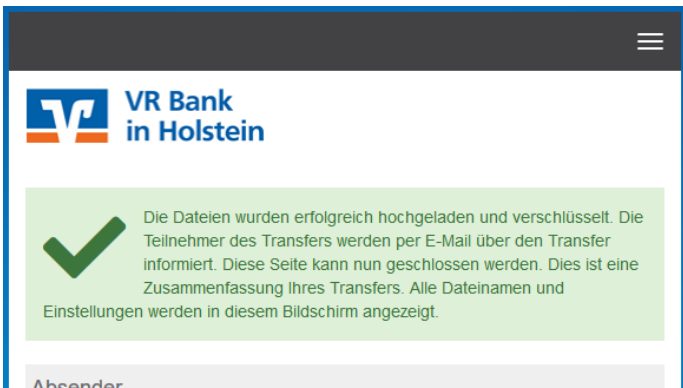 VR Bank
in Holstein
Die Dateien wurden erfolgreich hochgeladen und verschlüsselt. Die
Teilnehmer des Transfers werden per E-Mail über den Transfer
informiert. Diese Seite kann nun geschlossen werden. Dies ist eine
Zusammenfassung Ihres Transfers. Alle Dateinamen und
Einstellungen werden in diesem Bildschirm angezeigt.
Absender